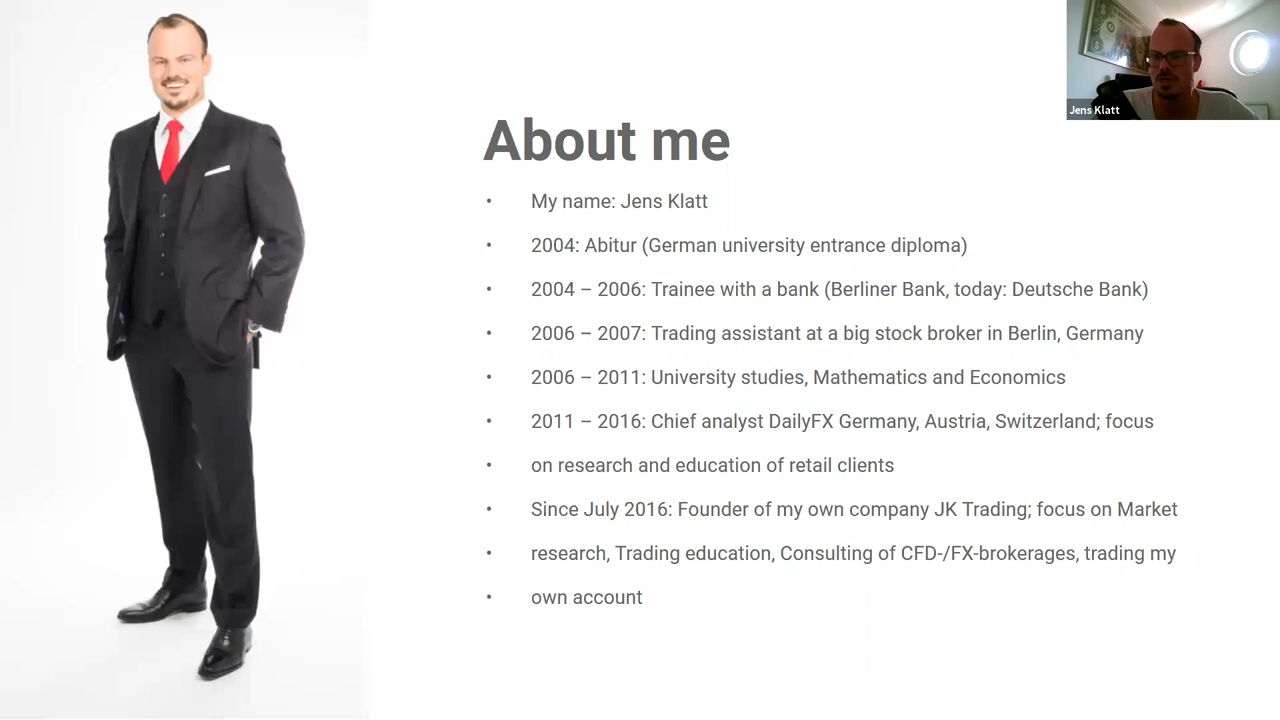 About me
• My name: Jens Klatt
• 2004: Abitur (German university entrance diploma)
• 2004 – 2006: Trainee with a bank (Berliner Bank, today: Deutsche Bank)
• 2006 – 2007: Trading assistant at a big stock broker in Berlin, Germany
• 2006 – 2011: University studies, Mathematics and Economics
• 2011 – 2016: Chief analyst DailyFX Germany, Austria, Switzerland; focus
• on research and education of retail clients
• Since July 2016: Founder of my own company JK Trading; focus on Market
• research, Trading education, Consulting of CFD-/FX-brokerages, trading my
• own account
Jens Klatt